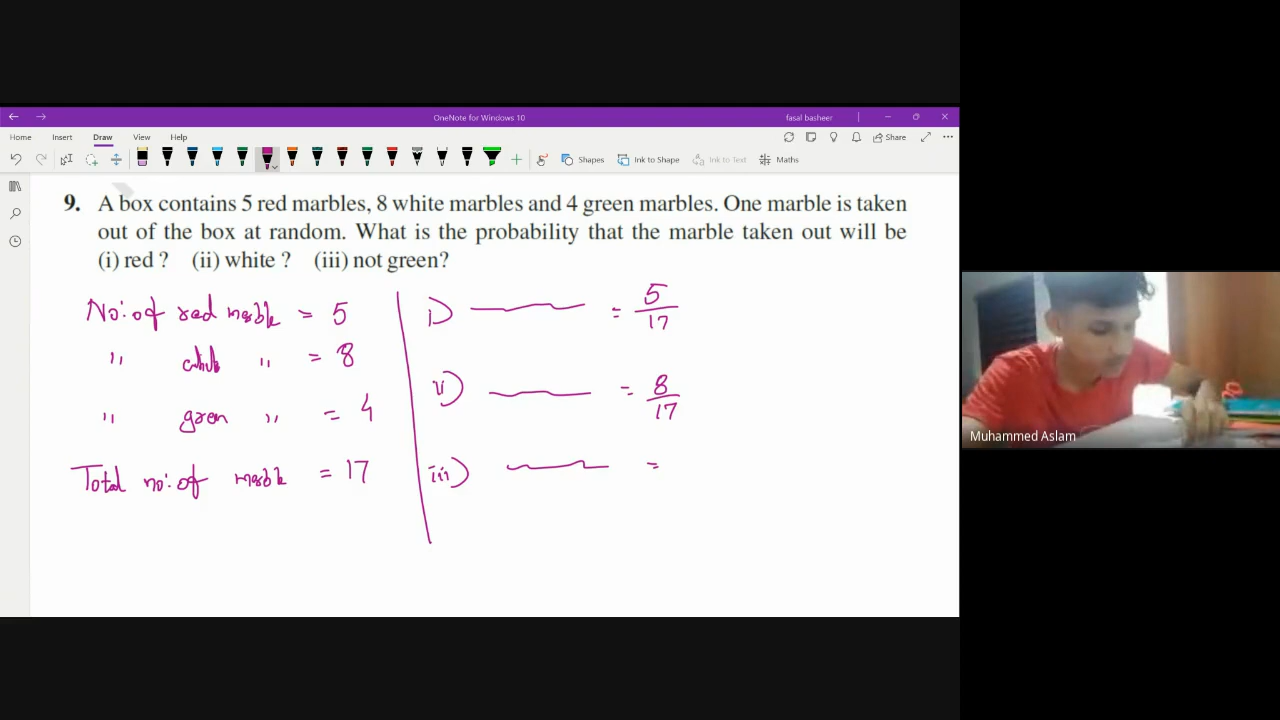 OneNote for Windows 10
fasal basheer
Home Insert Draw View Help
Share
Shapes Ink to Shape Ink to Text Maths
9. A box contains 5 red marbles, 8 white marbles and 4 green marbles. One marble is taken
out of the box at random. What is the probability that the marble taken out will be
(i) red ? (ii) white ? (iii) not green?
No: of red marble = 5
" white " = 8
" green " = 4
Total no: of marble = 17
i) = 5/17
ii) = 8/17
iii) =
Muhammed Aslam